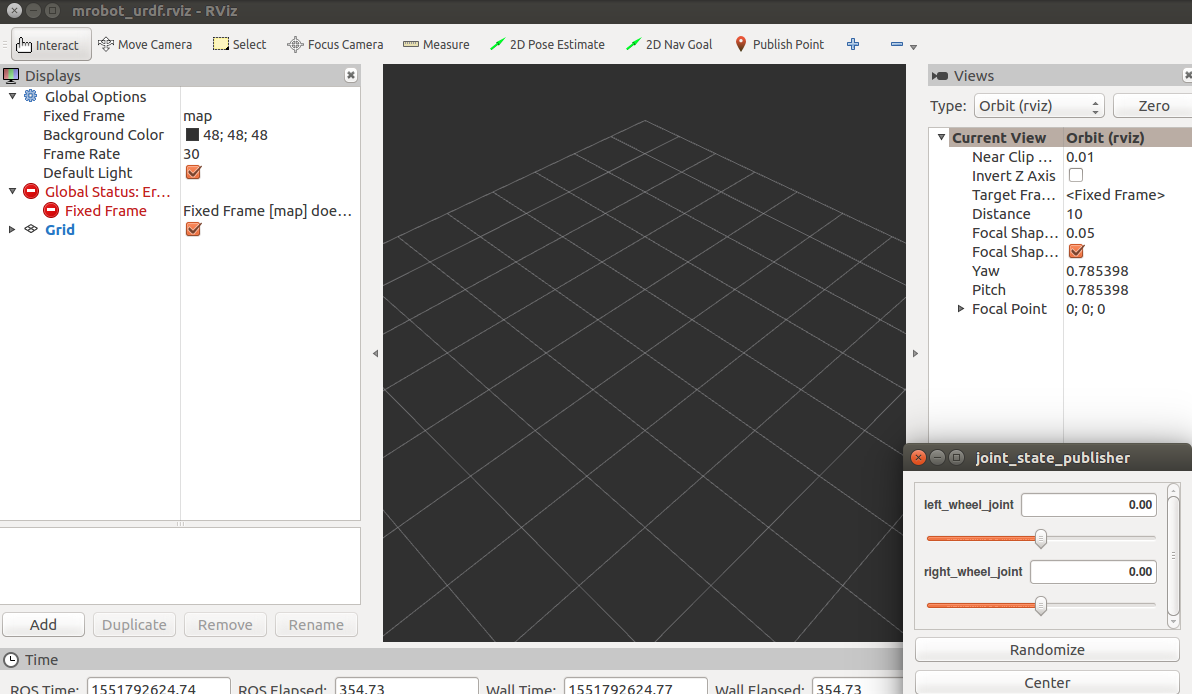 mrobot_urdf.rviz - RViz
Interact Move Camera Select Focus Camera Measure 2D Pose Estimate 2D Nav Goal Publish Point
Displays
Global Options
Fixed Frame map
Background Color 48; 48; 48
Frame Rate 30
Default Light
Global Status: Er...
Fixed Frame Fixed Frame [map] doe...
Grid
Add Duplicate Remove Rename
Views
Type: Orbit (rviz) Zero
Current View Orbit (rviz)
Near Clip ... 0.01
Invert Z Axis
Target Fra... <Fixed Frame>
Distance 10
Focal Shap... 0.05
Focal Shap...
Yaw 0.785398
Pitch 0.785398
Focal Point 0; 0; 0
joint_state_publisher
left_wheel_joint 0.00
right_wheel_joint 0.00
Randomize
Center
Time
ROS Time: 1551792624.74 ROS Elapsed: 354.73 Wall Time: 1551792624.77 Wall Elapsed: 354.73